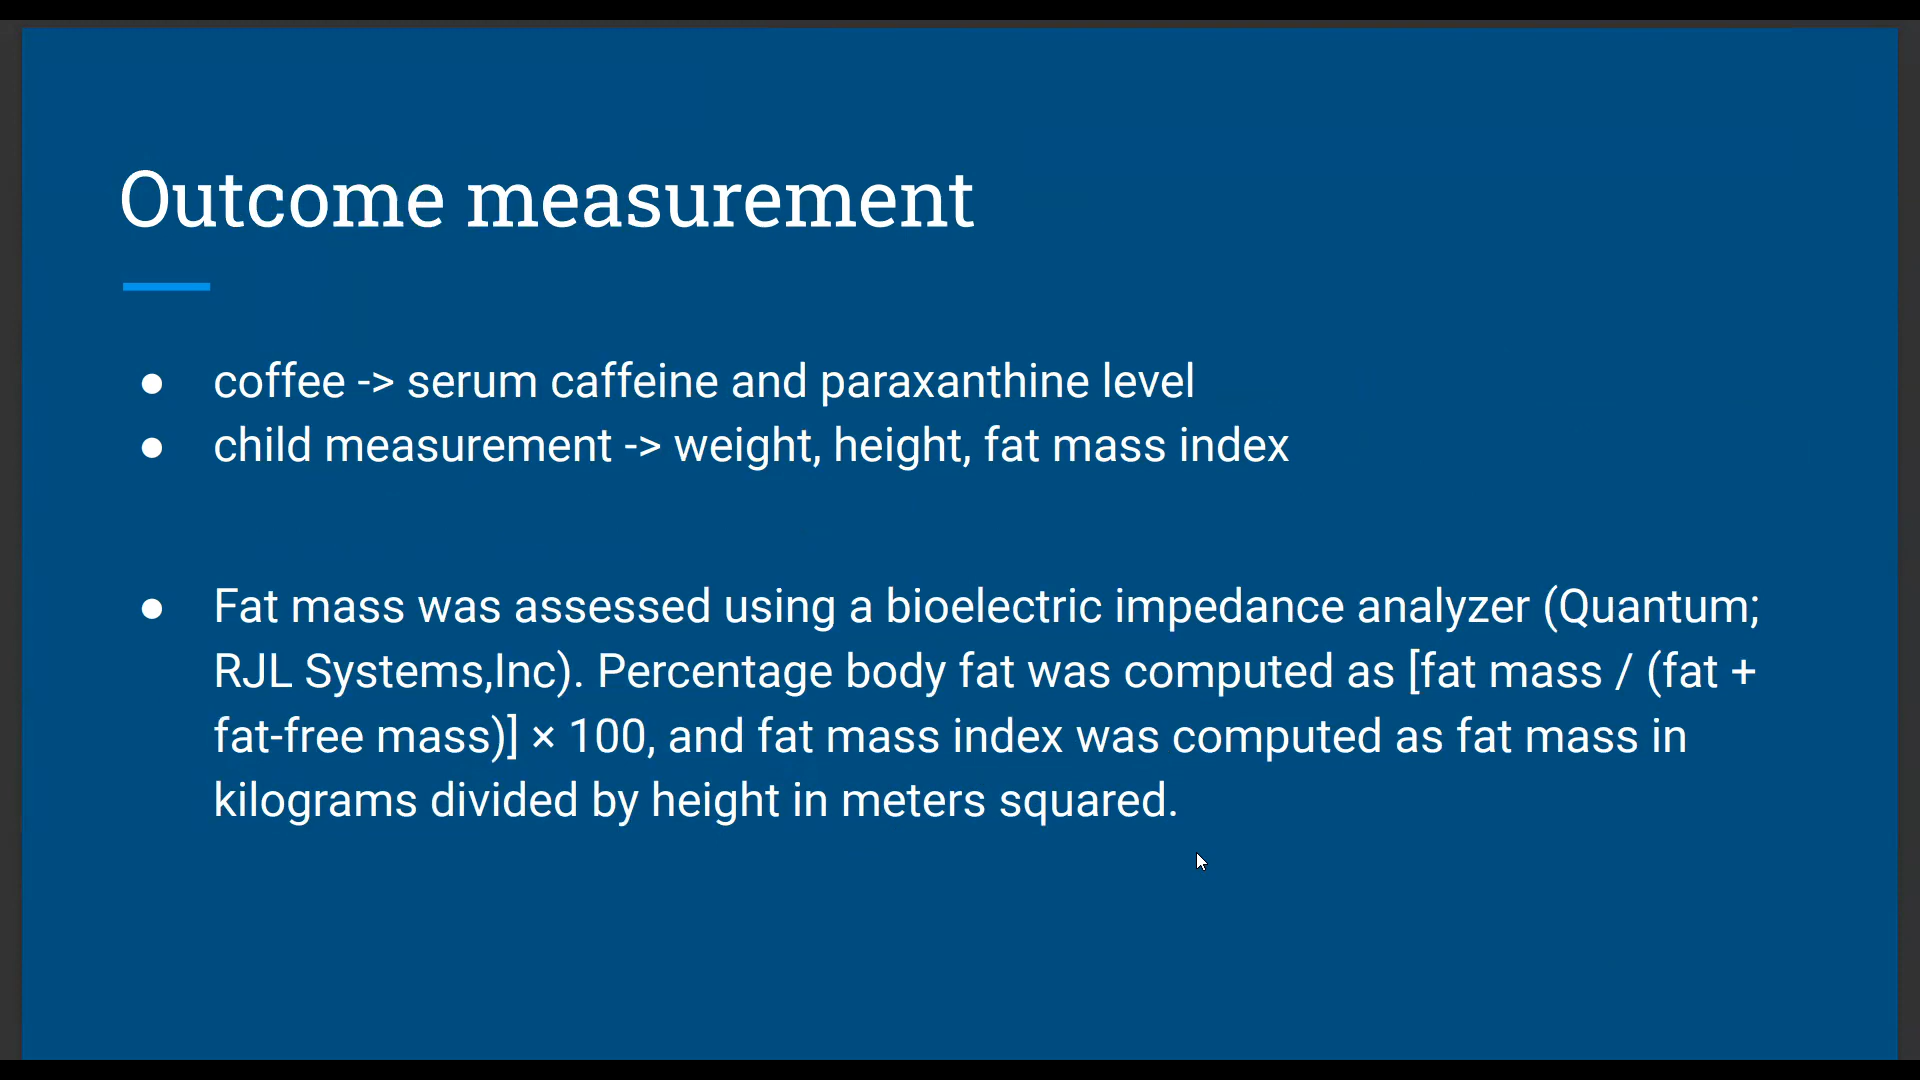 Outcome measurement
● coffee -> serum caffeine and paraxanthine level
● child measurement -> weight, height, fat mass index
● Fat mass was assessed using a bioelectric impedance analyzer (Quantum;
RJL Systems,Inc). Percentage body fat was computed as [fat mass / (fat +
fat-free mass)] × 100, and fat mass index was computed as fat mass in
kilograms divided by height in meters squared.